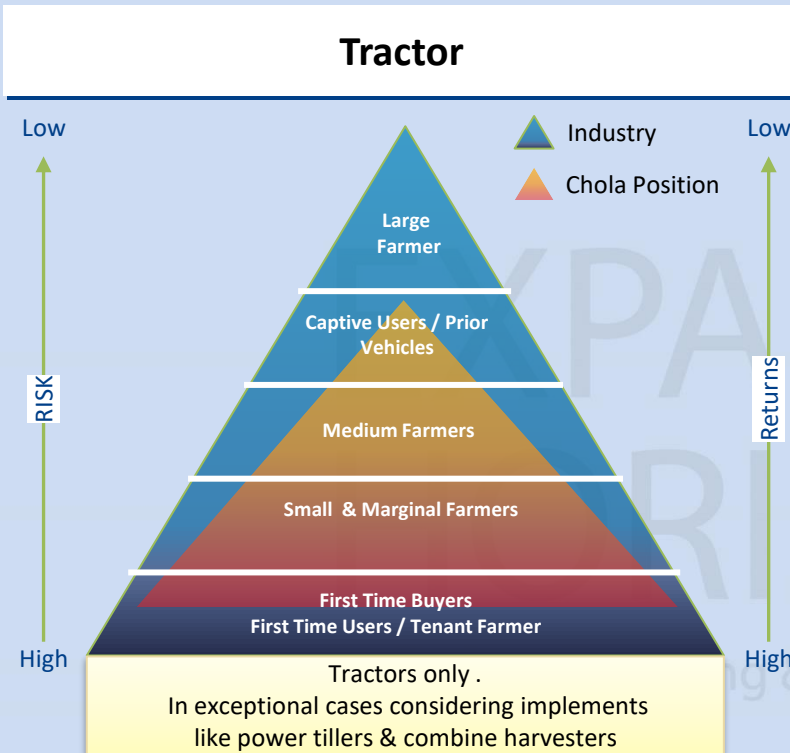 Tractor
Low
Low
Industry
Chola Position
Large
Farmer
Captive Users / Prior
Vehicles
RISK
Returns
Medium Farmers
Small & Marginal Farmers
First Time Buyers
First Time Users / Tenant Farmer
High
High
Tractors only .
In exceptional cases considering implements
like power tillers & combine harvesters